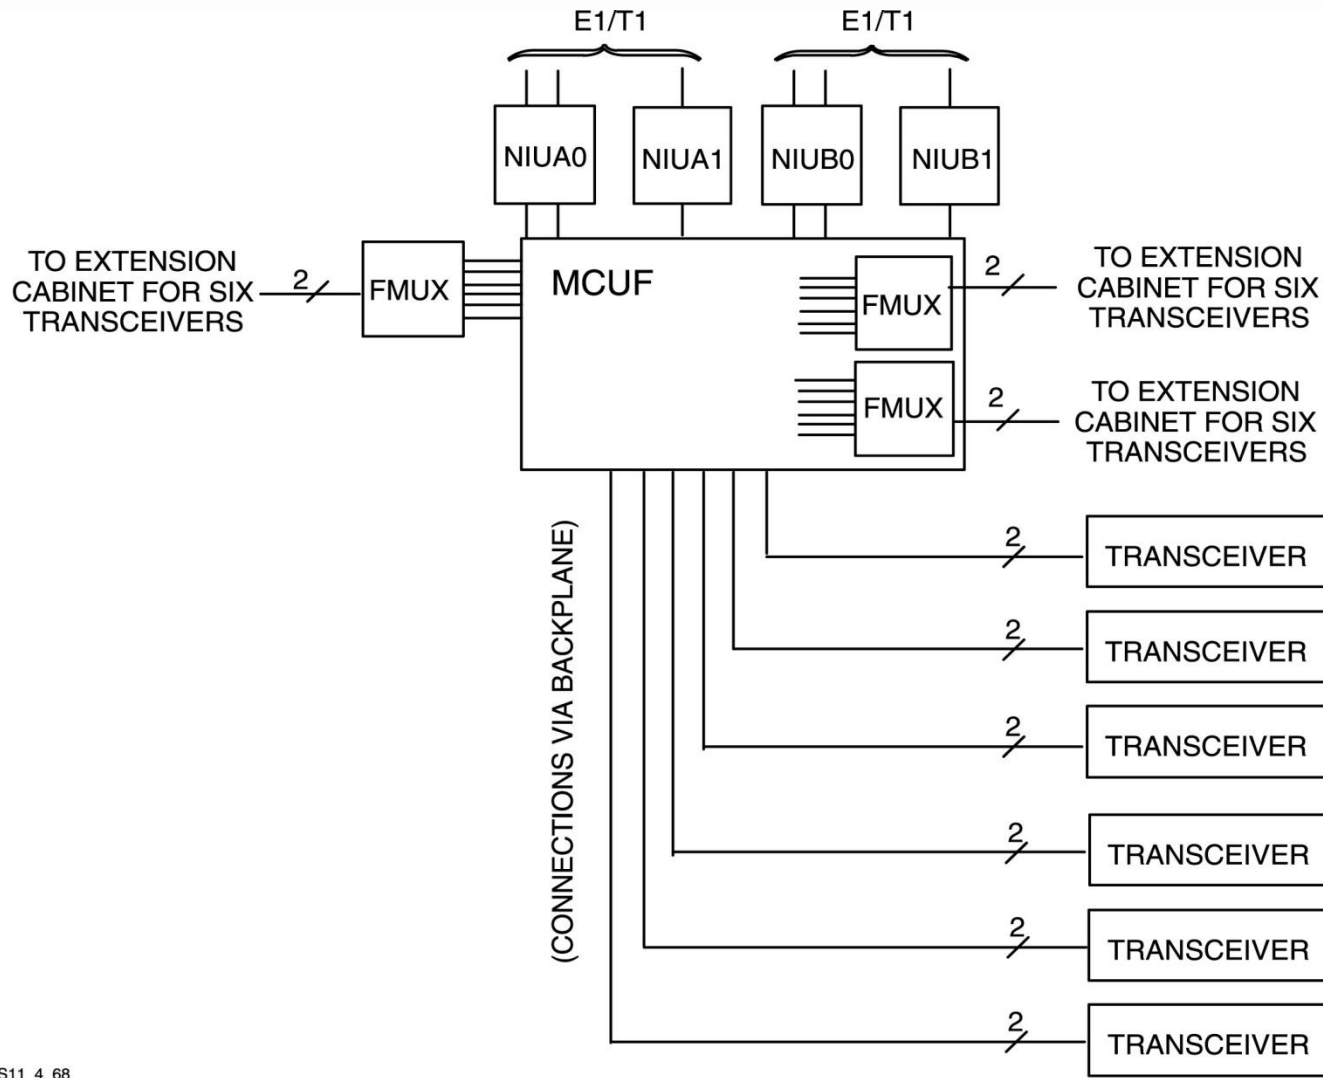 E1/T1
E1/T1
NIUA0
NIUA1
NIUB0
NIUB1
TO EXTENSION
CABINET FOR SIX
TRANSCEIVERS
2
FMUX
MCUF
FMUX
2
TO EXTENSION
CABINET FOR SIX
TRANSCEIVERS
FMUX
2
TO EXTENSION
CABINET FOR SIX
TRANSCEIVERS
(CONNECTIONS VIA BACKPLANE)
2
TRANSCEIVER
2
TRANSCEIVER
2
TRANSCEIVER
2
TRANSCEIVER
2
TRANSCEIVER
2
TRANSCEIVER
S11_4_68